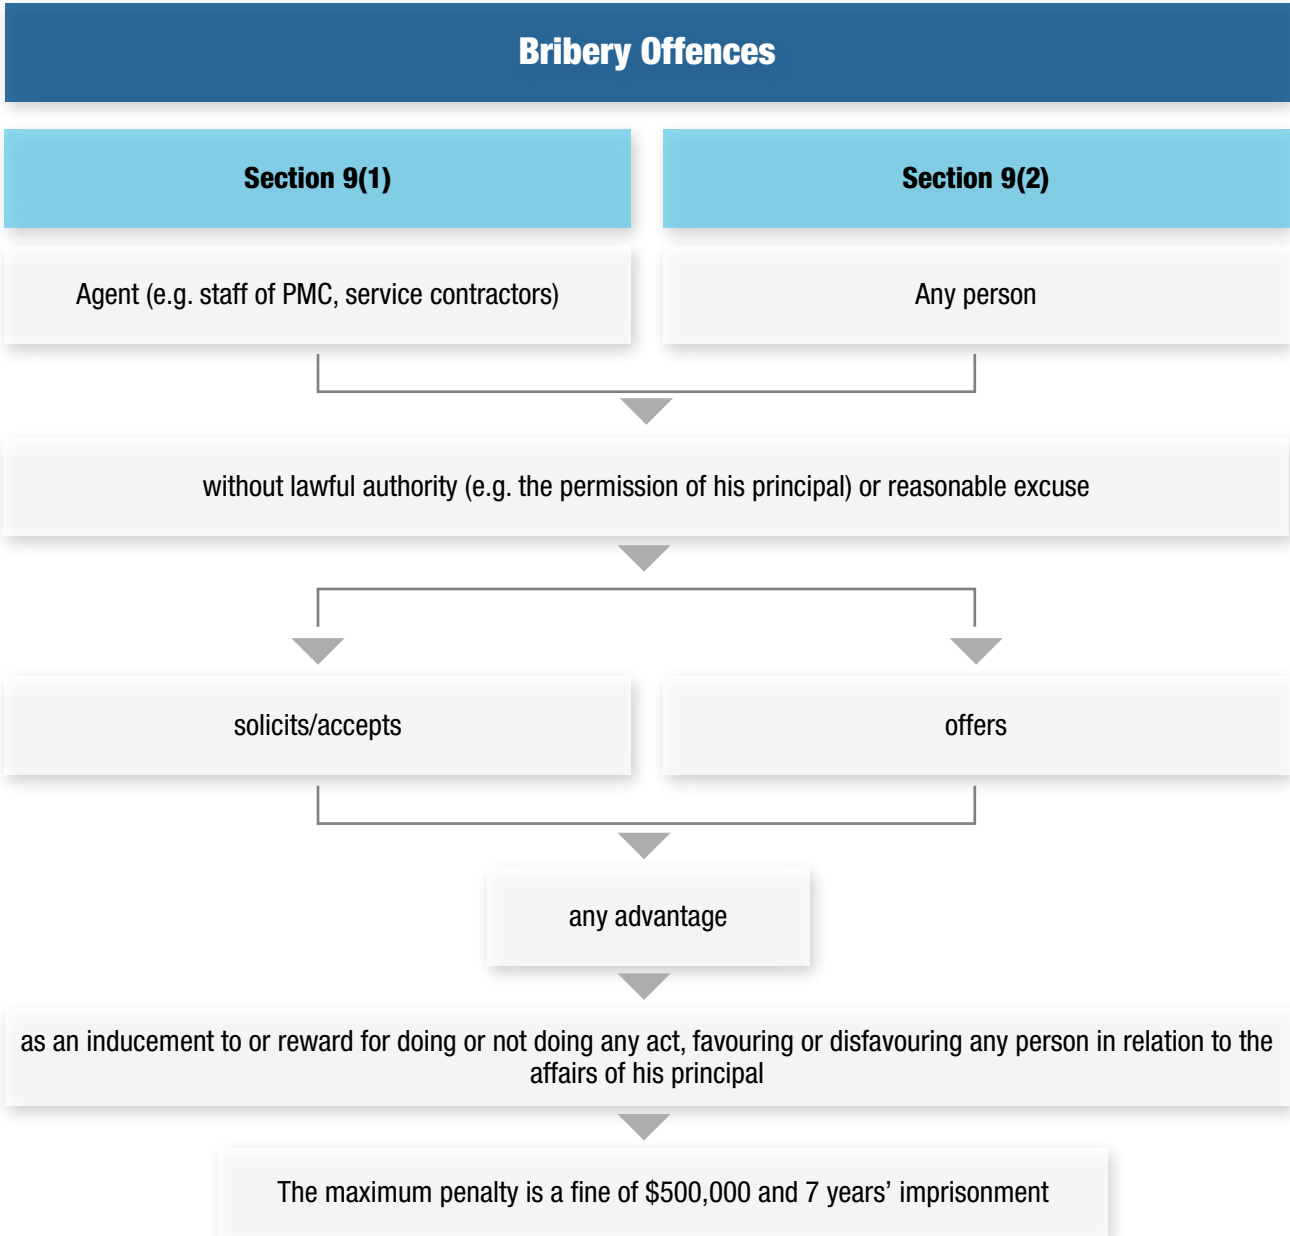 Bribery Offences
Section 9(1)
Section 9(2)
Agent (e.g. staff of PMC, service contractors)
Any person
without lawful authority (e.g. the permission of his principal) or reasonable excuse
solicits/accepts
offers
any advantage
as an inducement to or reward for doing or not doing any act, favouring or disfavouring any person in relation to the
affairs of his principal
The maximum penalty is a fine of $500,000 and 7 years’ imprisonment